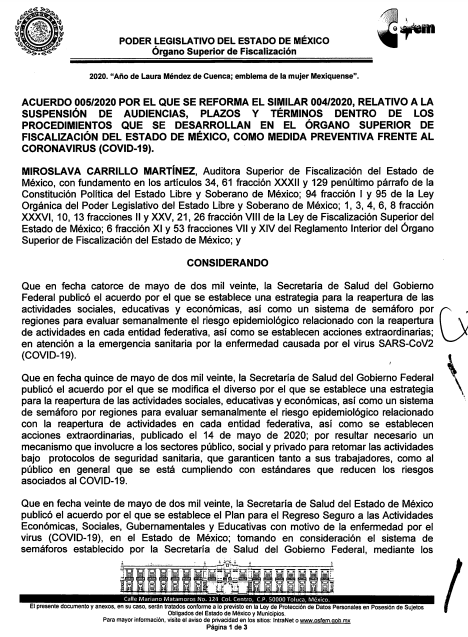 PODER LEGISLATIVO DEL ESTADO DE MÉXICO
Órgano Superior de Fiscalización
osfem
2020. “Año de Laura Méndez de Cuenca; emblema de la mujer Mexiquense”.
ACUERDO 005/2020 POR EL QUE SE REFORMA EL SIMILAR 004/2020, RELATIVO A LA
SUSPENSIÓN DE AUDIENCIAS, PLAZOS Y TÉRMINOS DENTRO DE LOS
PROCEDIMIENTOS QUE SE DESARROLLAN EN EL ÓRGANO SUPERIOR DE
FISCALIZACIÓN DEL ESTADO DE MÉXICO, COMO MEDIDA PREVENTIVA FRENTE AL
CORONAVIRUS (COVID-19).
MIROSLAVA CARRILLO MARTÍNEZ, Auditora Superior de Fiscalización del Estado de
México, con fundamento en los artículos 34, 61 fracción XXXII y 129 penúltimo párrafo de la
Constitución Política del Estado Libre y Soberano de México; 94 fracción I y 95 de la Ley
Orgánica del Poder Legislativo del Estado Libre y Soberano de México; 1, 3, 4, 6, 8 fracción
XXXVI, 10, 13 fracciones II y XXV, 21, 26 fracción VIII de la Ley de Fiscalización Superior del
Estado de México; 6 fracción XI y 53 fracciones VII y XIV del Reglamento Interior del Órgano
Superior de Fiscalización del Estado de México; y
CONSIDERANDO
Que en fecha catorce de mayo de dos mil veinte, la Secretaría de Salud del Gobierno
Federal publicó el acuerdo por el que se establece una estrategia para la reapertura de las
actividades sociales, educativas y económicas, así como un sistema de semáforo por
regiones para evaluar semanalmente el riesgo epidemiológico relacionado con la reapertura
de actividades en cada entidad federativa, así como se establecen acciones extraordinarias;
en atención a la emergencia sanitaria por la enfermedad causada por el virus SARS-CoV2
(COVID-19).
Que en fecha quince de mayo de dos mil veinte, la Secretaría de Salud del Gobierno Federal
publicó el acuerdo por el que se modifica el diverso por el que se establece una estrategia
para la reapertura de las actividades sociales, educativas y económicas, así como un sistema
de semáforo por regiones para evaluar semanalmente el riesgo epidemiológico relacionado
con la reapertura de actividades en cada entidad federativa, así como se establecen
acciones extraordinarias, publicado el 14 de mayo de 2020; por resultar necesario un
mecanismo que involucre a los sectores público, social y privado para retomar las actividades
bajo protocolos de seguridad sanitaria, que garanticen tanto a sus trabajadores, como al
público en general que se está cumpliendo con estándares que reducen los riesgos
asociados al COVID-19.
Que en fecha veinte de mayo de dos mil veinte, la Secretaría de Salud del Estado de México
publicó el acuerdo por el que se establece el Plan para el Regreso Seguro a las Actividades
Económicas, Sociales, Gubernamentales y Educativas con motivo de la enfermedad por el
virus (COVID-19), en el Estado de México; tomando en consideración el sistema de
semáforos establecido por la Secretaría de Salud del Gobierno Federal, mediante los
Calle Mariano Matamoros No. 124 Col. Centro, C.P. 50000 Toluca, México.
El presente documento y anexos, en su caso, serán tratados conforme a lo previsto en la Ley de Protección de Datos Personales en Posesión de Sujetos
Obligados del Estado de México y Municipios.
Para mayor información, visite el aviso de privacidad en los sitios: IntraNet o www.osfem.gob.mx
Página 1 de 3